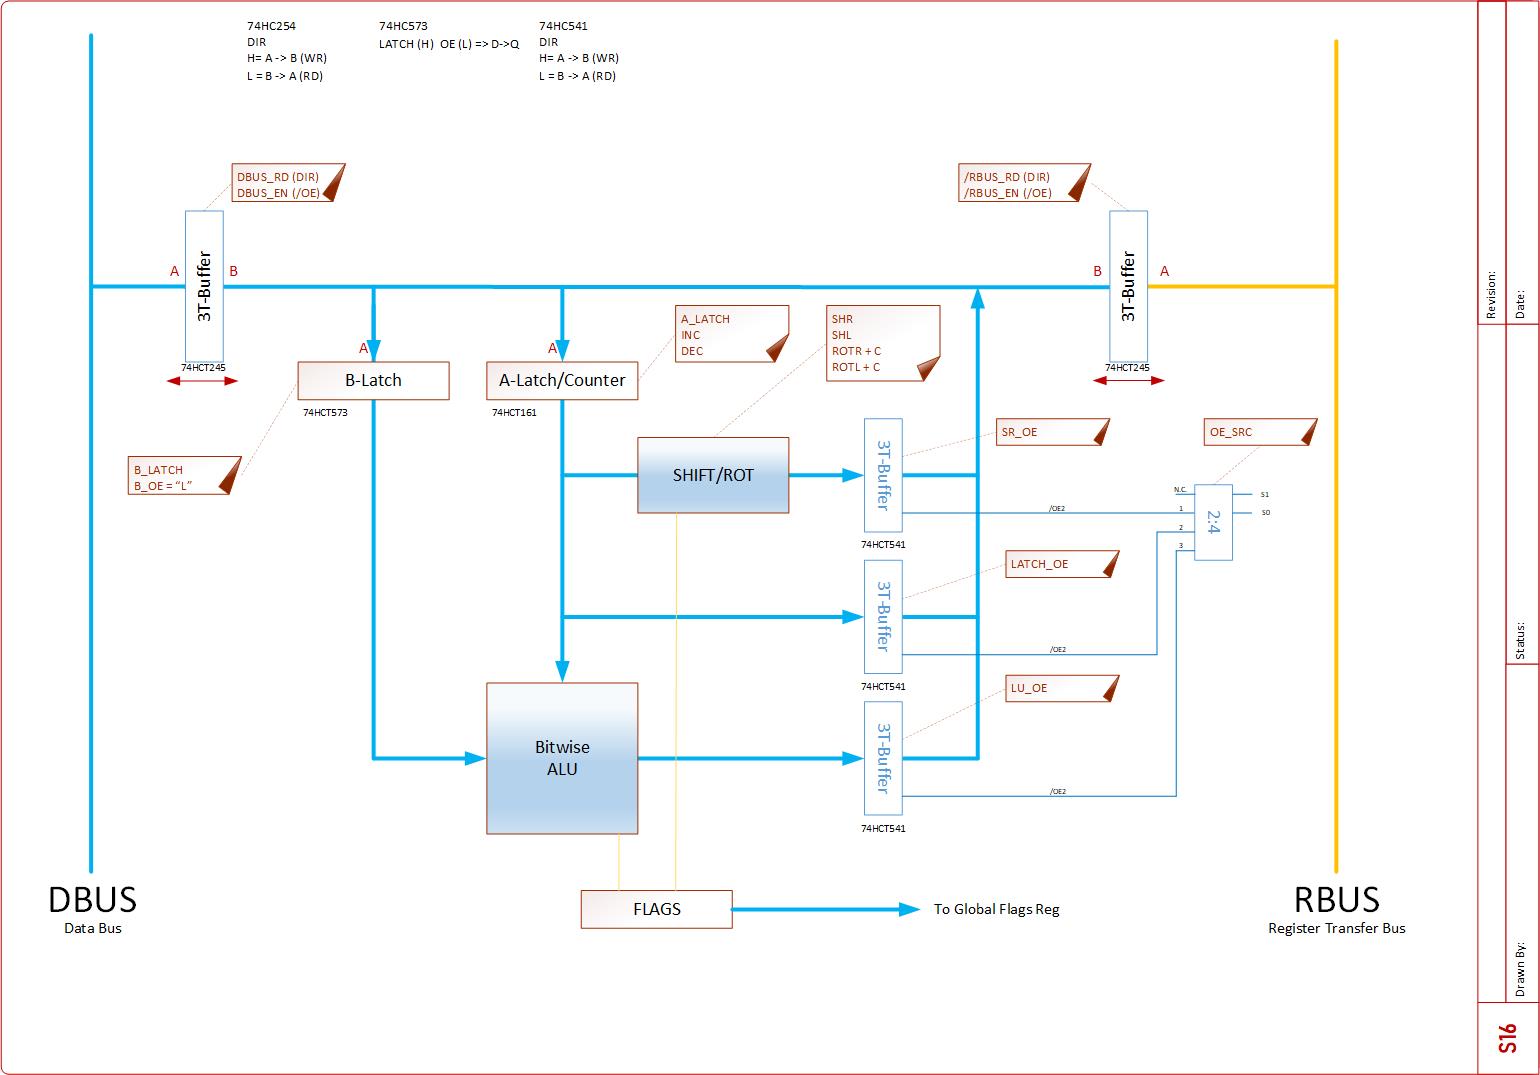 74HC254
DIR
H= A -> B (WR)
L = B -> A (RD)
74HC573
LATCH (H)  OE (L) => D->Q
74HC541
DIR
H= A -> B (WR)
L = B -> A (RD)
DBUS_RD (DIR)
DBUS_EN (/OE)
/RBUS_RD (DIR)
/RBUS_EN (/OE)
A
3T-Buffer
B
74HCT245
B
3T-Buffer
A
74HCT245
A_LATCH
INC
DEC
SHR
SHL
ROTR + C
ROTL + C
A
B-Latch
74HCT573
A
A-Latch/Counter
74HCT161
B_LATCH
B_OE = “L”
SHIFT/ROT
3T-Buffer
74HCT541
SR_OE
OE_SRC
/OE2
N.C.
1
2
3
2:4
S1
S0
3T-Buffer
74HCT541
LATCH_OE
/OE2
Bitwise
ALU
3T-Buffer
74HCT541
LU_OE
/OE2
FLAGS
To Global Flags Reg
DBUS
Data Bus
RBUS
Register Transfer Bus
Revision:
Date:
Status:
Drawn By:
S16